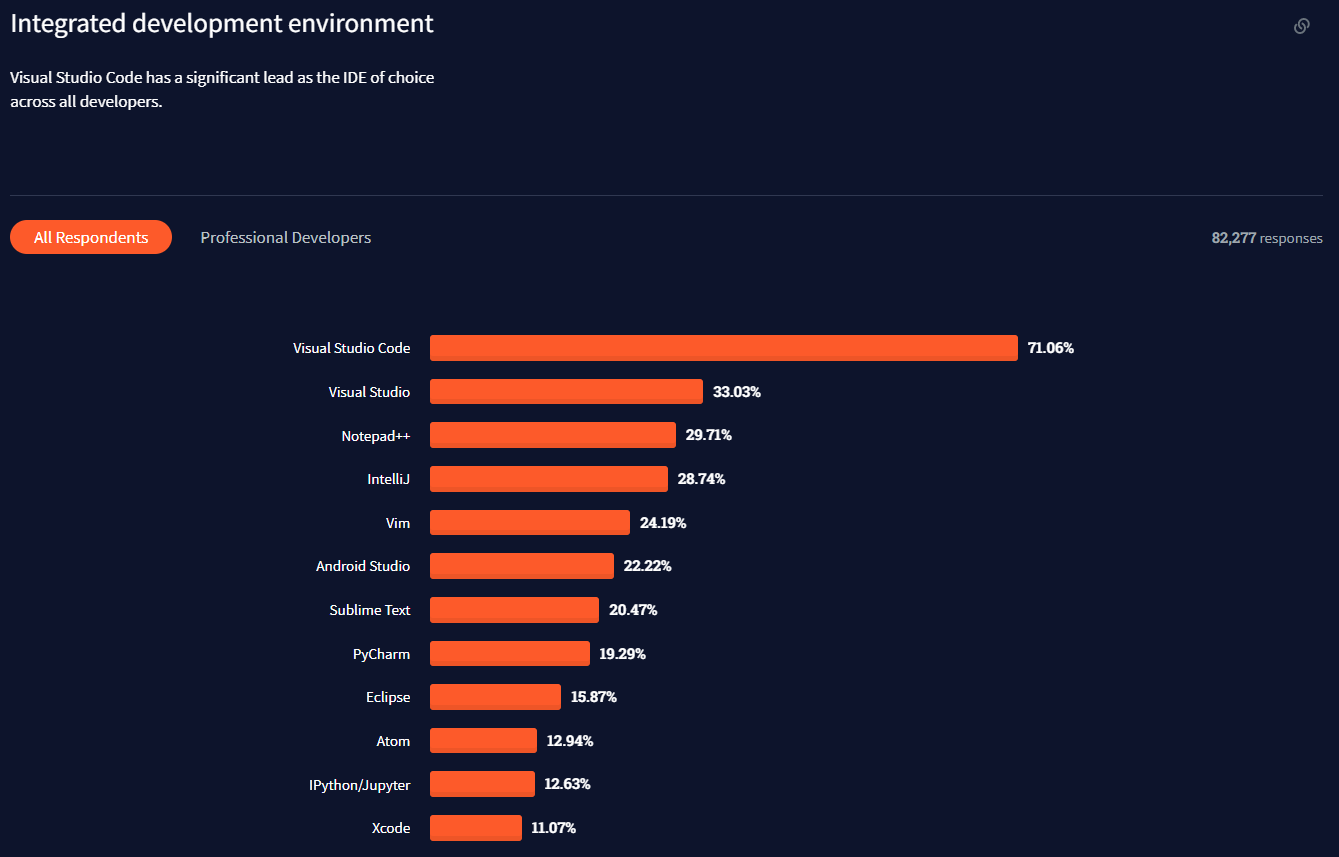 Integrated development environment
Visual Studio Code has a significant lead as the IDE of choice
across all developers.
All Respondents
Professional Developers
82,277 responses
Visual Studio Code 71.06%
Visual Studio 33.03%
Notepad++ 29.71%
IntelliJ 28.74%
Vim 24.19%
Android Studio 22.22%
Sublime Text 20.47%
PyCharm 19.29%
Eclipse 15.87%
Atom 12.94%
IPython/Jupyter 12.63%
Xcode 11.07%